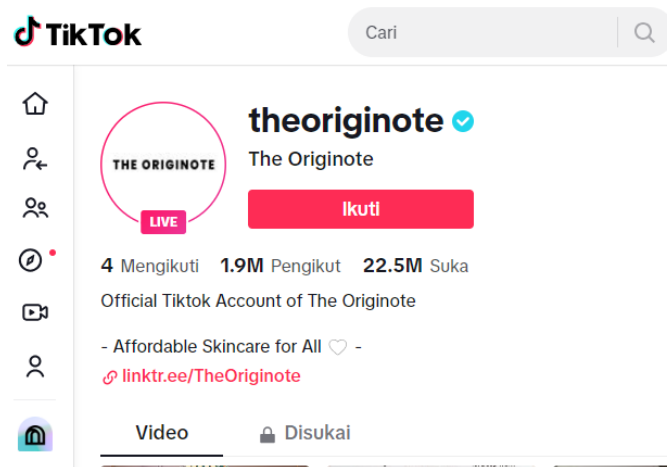 TikTok
Cari
theoriginote
The Originote
THE ORIGINOTE
LIVE
Ikuti
4 Mengikuti 1.9M Pengikut 22.5M Suka
Official Tiktok Account of The Originote
- Affordable Skincare for All ♡ -
linktr.ee/TheOriginote
Video Disukai